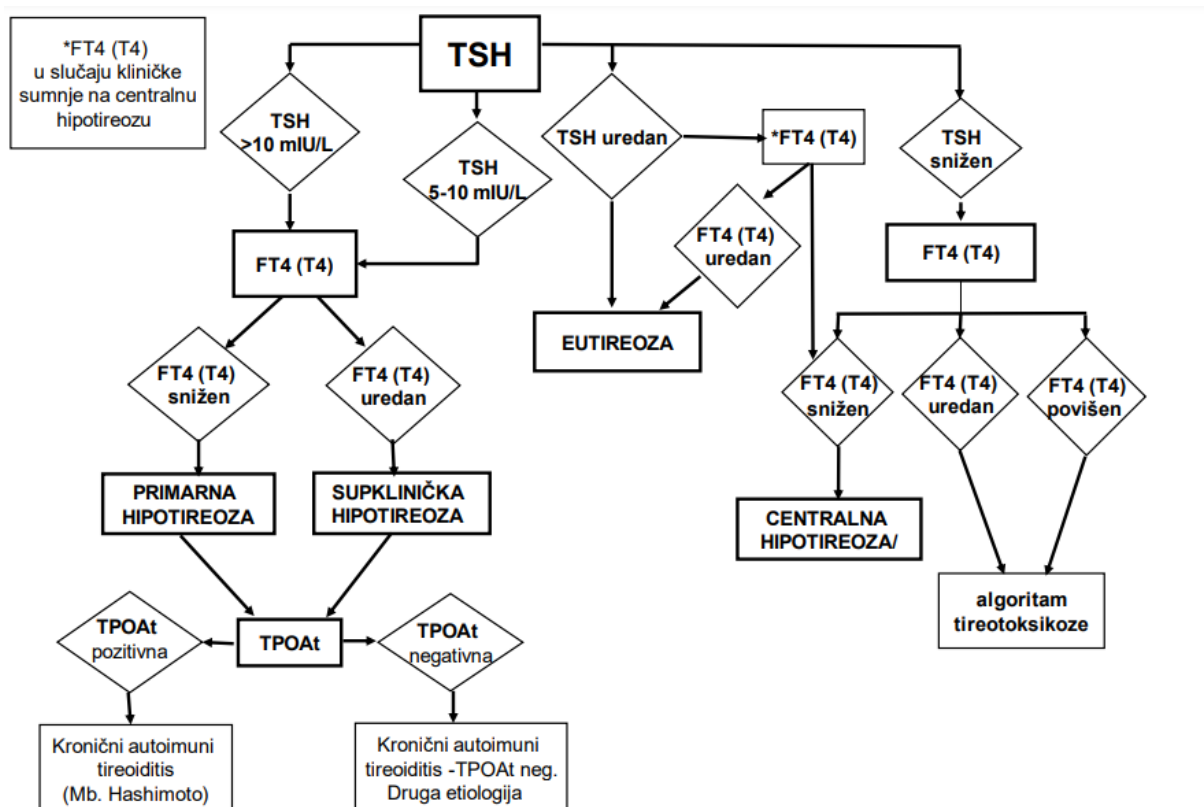 *FT4 (T4)
u slučaju kliničke
sumnje na centralnu
hipotireozu
TSH
TSH
>10 mIU/L
TSH
5-10 mIU/L
TSH uredan
*FT4 (T4)
TSH
snižen
FT4 (T4)
FT4 (T4)
uredan
FT4 (T4)
EUTIREOZA
FT4 (T4)
snižen
FT4 (T4)
uredan
FT4 (T4)
snižen
FT4 (T4)
uredan
FT4 (T4)
povišen
PRIMARNA
HIPOTIREOZA
SUPKLINIČKA
HIPOTIREOZA
CENTRALNA
HIPOTIREOZA/
algoritam
tireotoksikoze
TPOAt
pozitivna
TPOAt
TPOAt
negativna
Kronični autoimuni
tireoiditis
(Mb. Hashimoto)
Kronični autoimuni
tireoiditis -TPOAt neg.
Druga etiologija